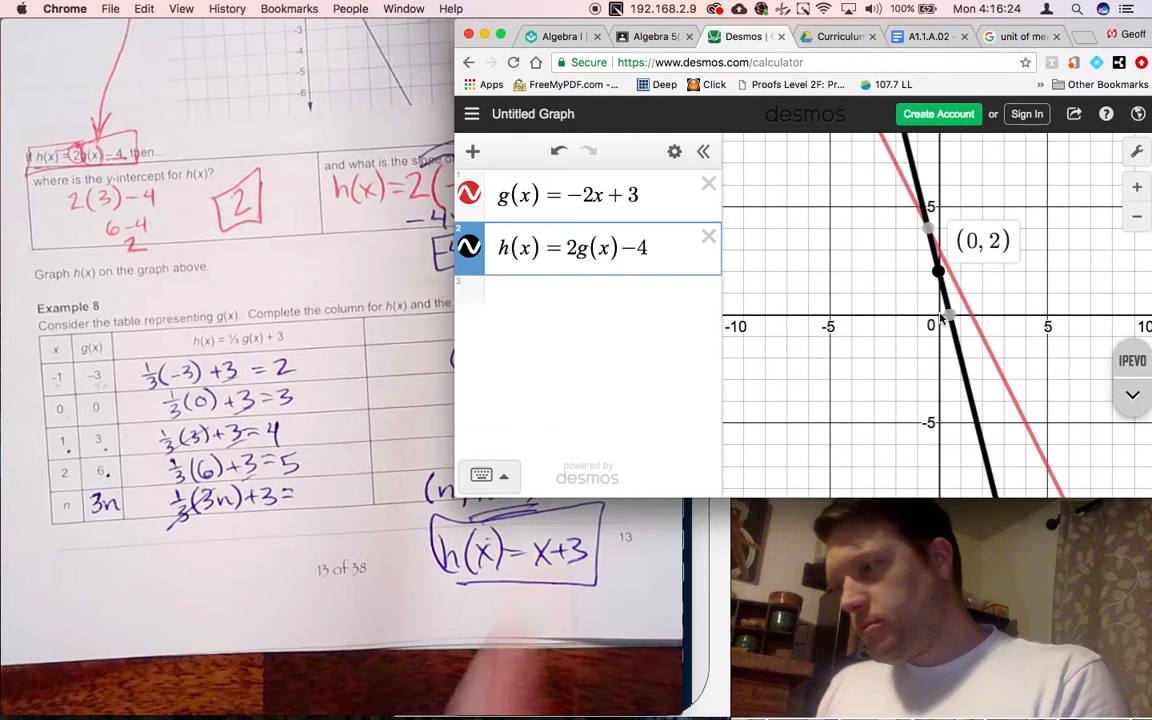 Chrome File Edit View History Bookmarks People Window Help 192.168.2.9 100% Mon 4:16:24 Geoff
Algebra I Algebra 5( Desmos | Curriculum A1.1.A.02 - unit of me
Secure https://www.desmos.com/calculator
Apps FreeMyPDF.com - Deep Click Proofs Level 2F: Pr 107.7 LL Other Bookmarks
Untitled Graph desmos Create Account or Sign In
g(x) = −2x + 3
h(x) = 2g(x) − 4
1
2
3
powered by
desmos
(0, 2)
5
-10 -5 0 5 10
-5
IPEVO
-3
-5
-6
If h(x) = 2g(x) – 4, then...
where is the y-intercept for h(x)?
2(3) − 4
6 − 4
2
2
and what is the slope
h(x) = 2(
Graph h(x) on the graph above.
Example 8
Consider the table representing g(x). Complete the column for h(x) and the
x g(x) h(x) = ⅓ g(x) + 3
-1 −3 ⅓(−3) + 3 = 2
0 0 ⅓(0) + 3 = 3
1 3 ⅓(3) + 3 = 4
2 6 ⅓(6) + 3 = 5
n 3n ⅓(3n) + 3 =
h(x) = x + 3
13
13 of 38